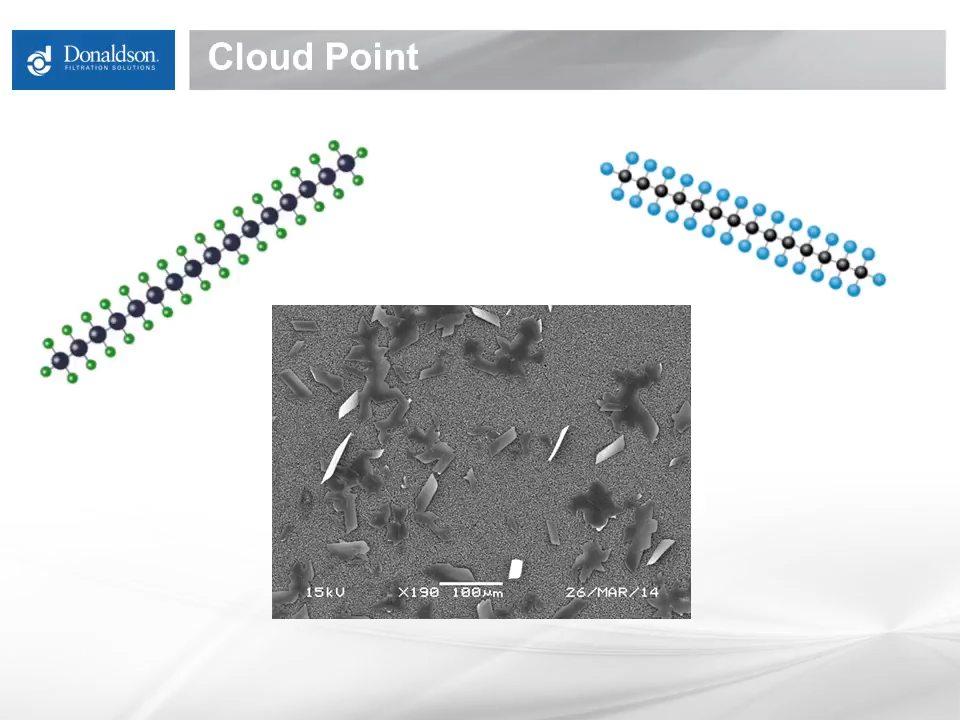 Donaldson.
FILTRATION SOLUTIONS
Cloud Point
15kV X190 100µm 26/MAR/14